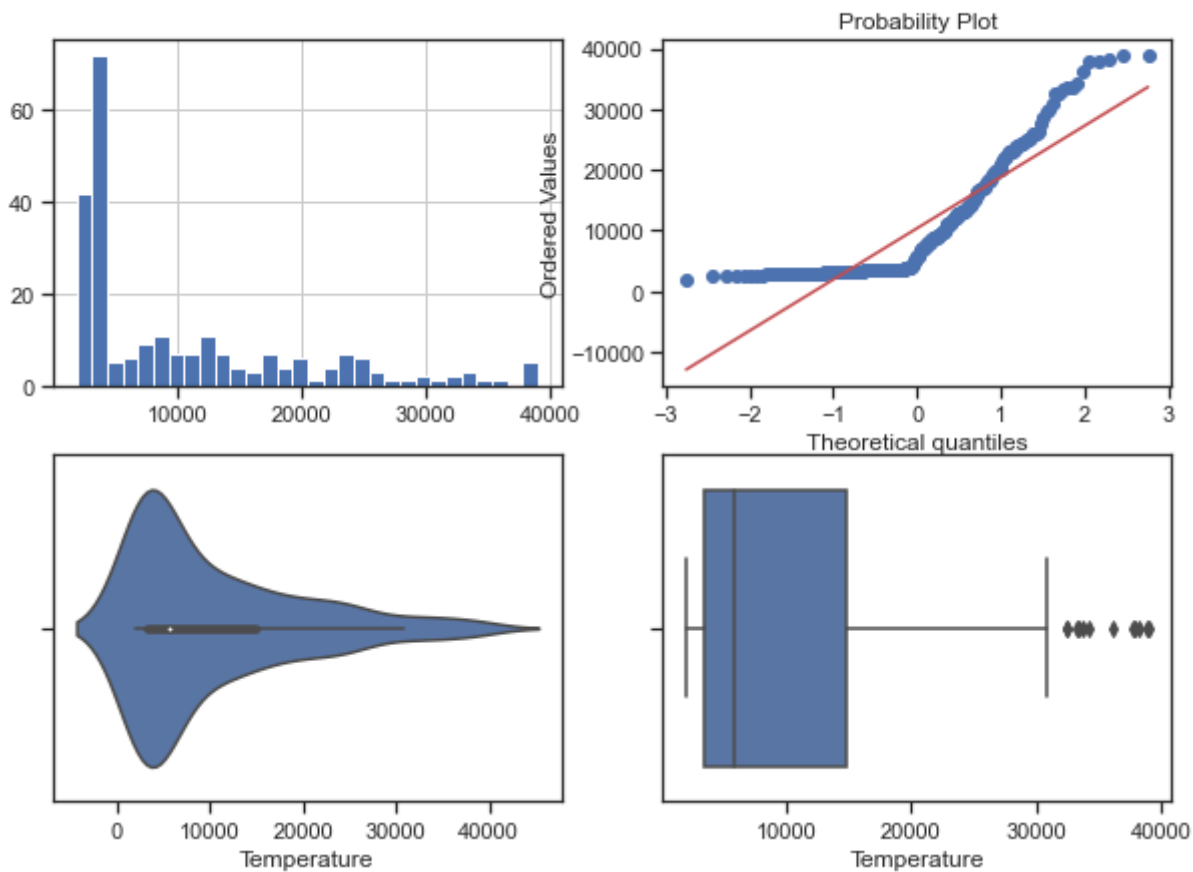 Probability Plot
60
40
20
0
10000 20000 30000 40000
Ordered Values
40000
30000
20000
10000
0
−10000
−3 −2 −1 0 1 2 3
Theoretical quantiles
0 10000 20000 30000 40000
Temperature
10000 20000 30000 40000
Temperature